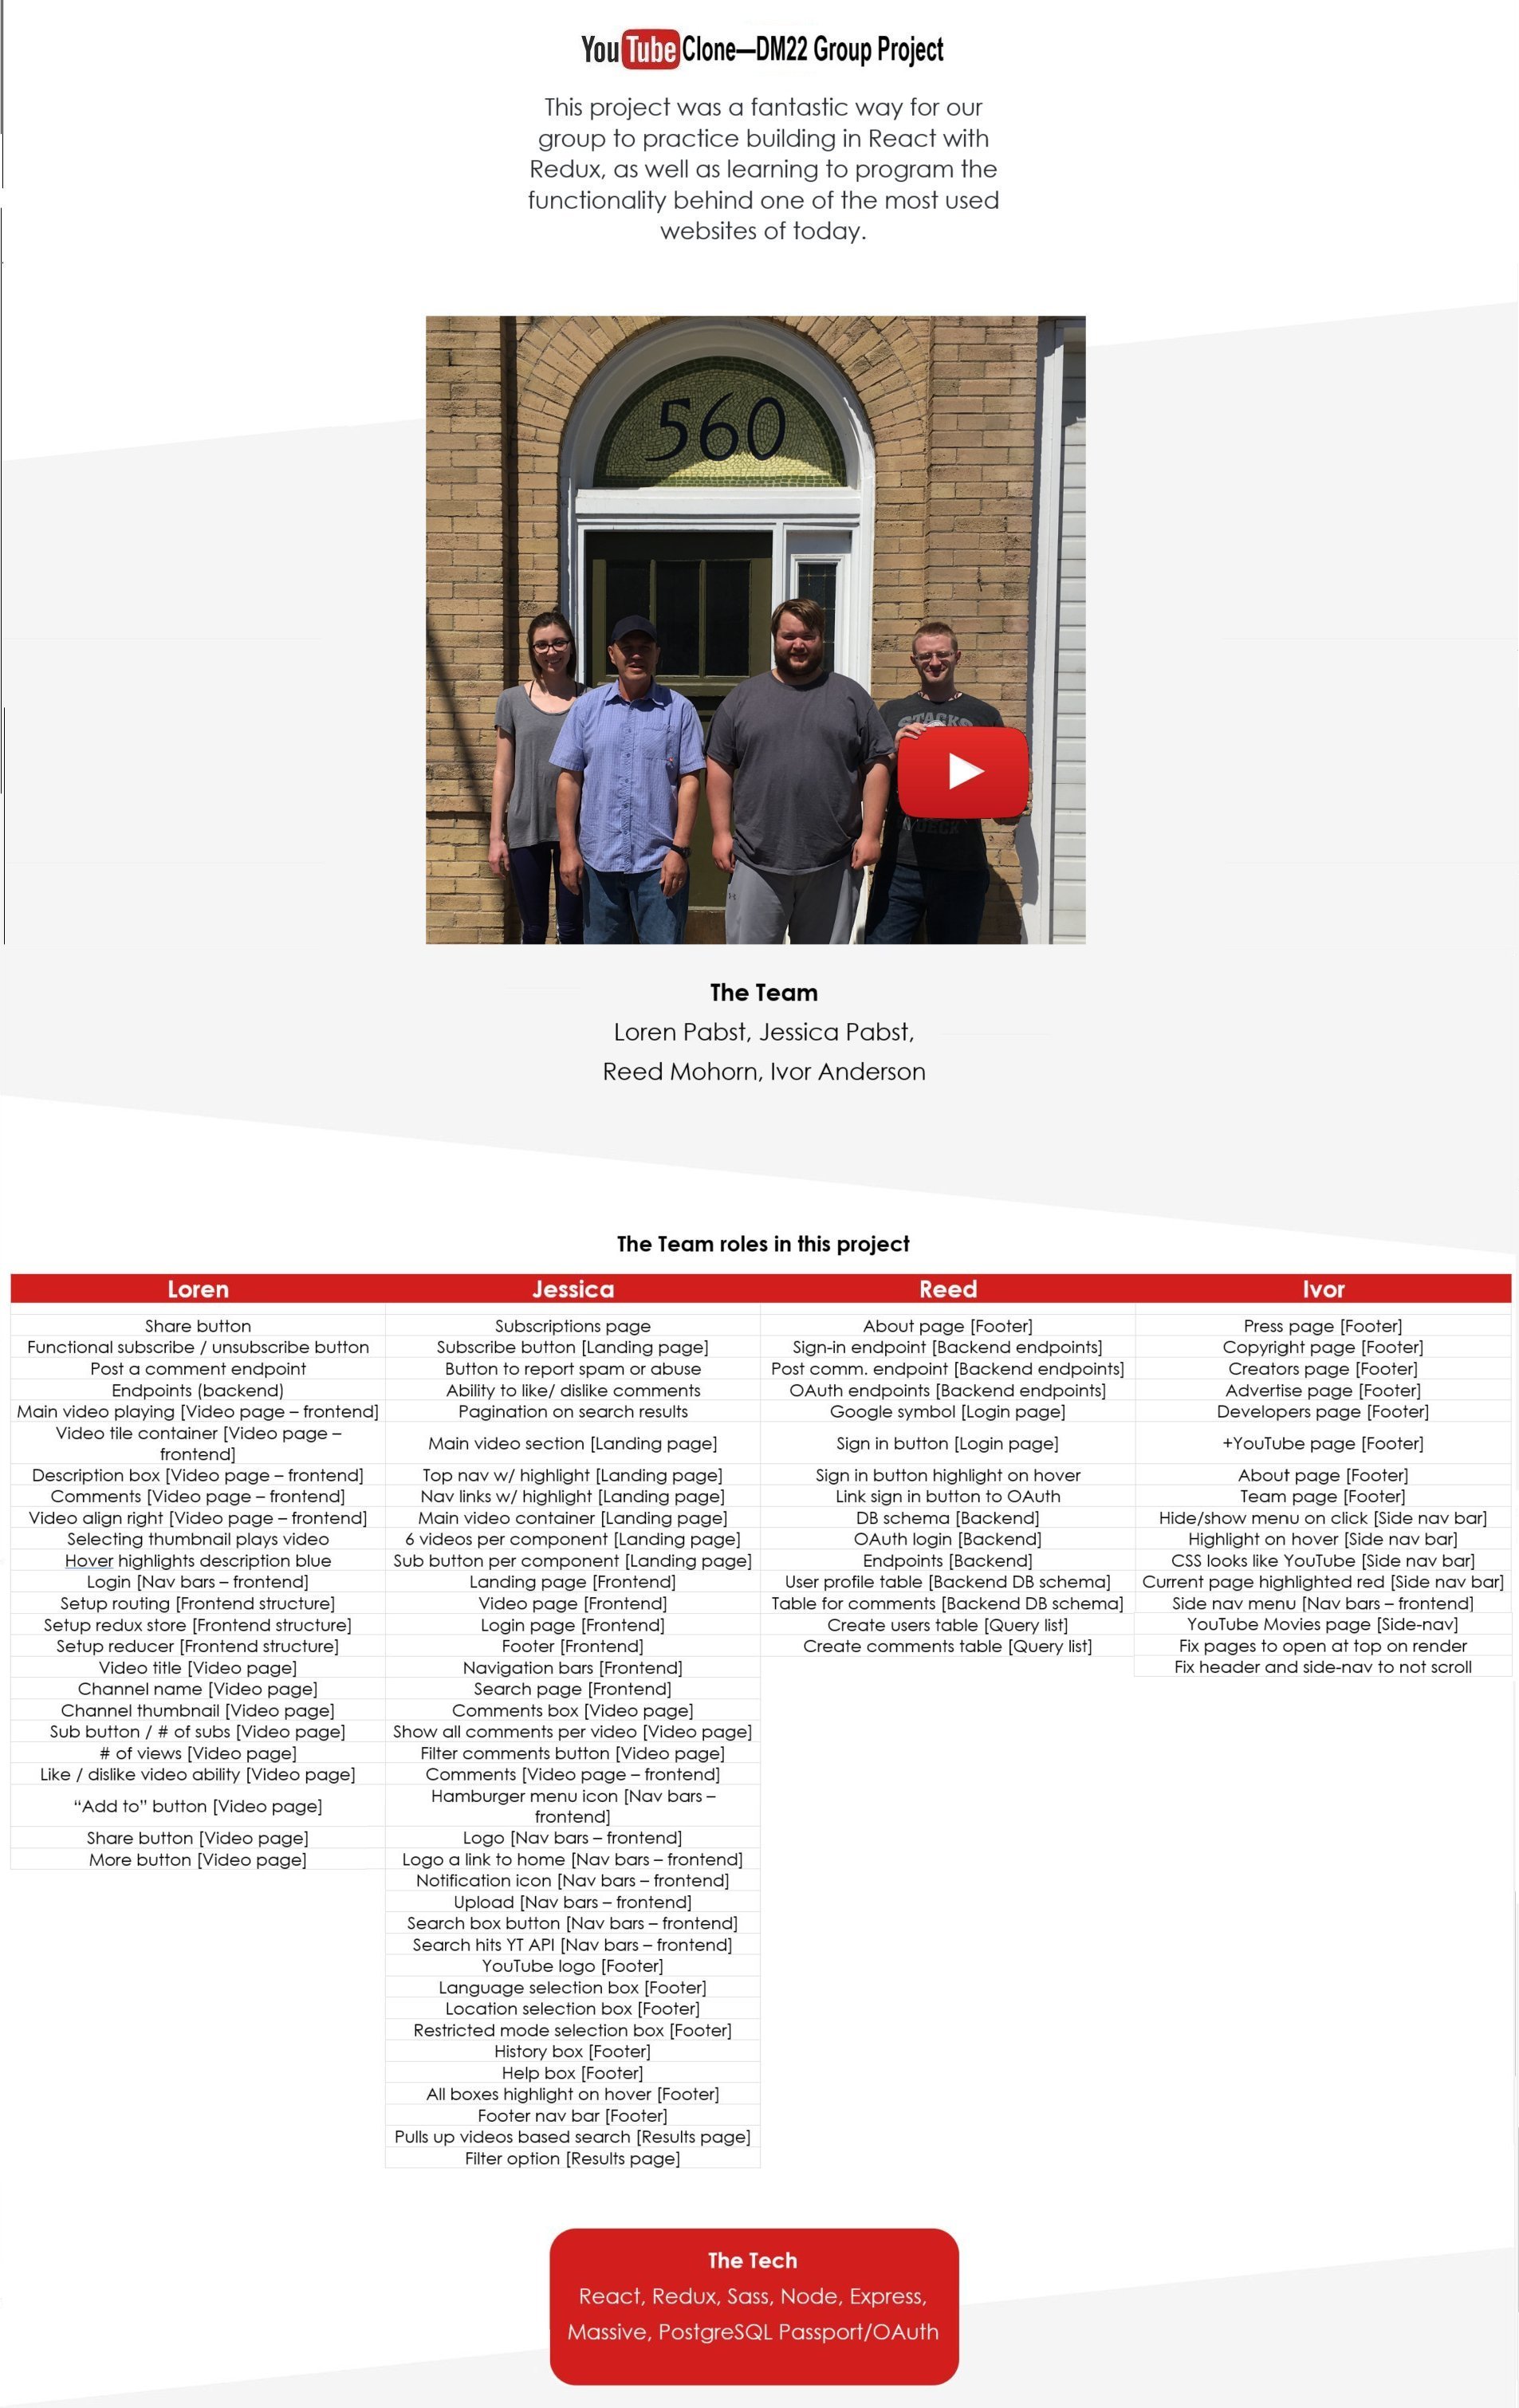 YouTube Clone—DM22 Group Project
This project was a fantastic way for our
group to practice building in React with
Redux, as well as learning to program the
functionality behind one of the most used
websites of today.
560
STACKS
DECK
The Team
Loren Pabst, Jessica Pabst,
Reed Mohorn, Ivor Anderson
The Team roles in this project
Loren Jessica Reed Ivor
Share button Subscriptions page About page [Footer] Press page [Footer]
Functional subscribe / unsubscribe button Subscribe button [Landing page] Sign-in endpoint [Backend endpoints] Copyright page [Footer]
Post a comment endpoint Button to report spam or abuse Post comm. endpoint [Backend endpoints] Creators page [Footer]
Endpoints (backend) Ability to like/ dislike comments OAuth endpoints [Backend endpoints] Advertise page [Footer]
Main video playing [Video page – frontend] Pagination on search results Google symbol [Login page] Developers page [Footer]
Video tile container [Video page –
frontend] Main video section [Landing page] Sign in button [Login page] +YouTube page [Footer]
Description box [Video page – frontend] Top nav w/ highlight [Landing page] Sign in button highlight on hover About page [Footer]
Comments [Video page – frontend] Nav links w/ highlight [Landing page] Link sign in button to OAuth Team page [Footer]
Video align right [Video page – frontend] Main video container [Landing page] DB schema [Backend] Hide/show menu on click [Side nav bar]
Selecting thumbnail plays video 6 videos per component [Landing page] OAuth login [Backend] Highlight on hover [Side nav bar]
Hover highlights description blue Sub button per component [Landing page] Endpoints [Backend] CSS looks like YouTube [Side nav bar]
Login [Nav bars – frontend] Landing page [Frontend] User profile table [Backend DB schema] Current page highlighted red [Side nav bar]
Setup routing [Frontend structure] Video page [Frontend] Table for comments [Backend DB schema] Side nav menu [Nav bars – frontend]
Setup redux store [Frontend structure] Login page [Frontend] Create users table [Query list] YouTube Movies page [Side-nav]
Setup reducer [Frontend structure] Footer [Frontend] Create comments table [Query list] Fix pages to open at top on render
Video title [Video page] Navigation bars [Frontend] Fix header and side-nav to not scroll
Channel name [Video page] Search page [Frontend]
Channel thumbnail [Video page] Comments box [Video page]
Sub button / # of subs [Video page] Show all comments per video [Video page]
# of views [Video page] Filter comments button [Video page]
Like / dislike video ability [Video page] Comments [Video page – frontend]
“Add to” button [Video page] Hamburger menu icon [Nav bars –
frontend]
Share button [Video page] Logo [Nav bars – frontend]
More button [Video page] Logo a link to home [Nav bars – frontend]
Notification icon [Nav bars – frontend]
Upload [Nav bars – frontend]
Search box button [Nav bars – frontend]
Search hits YT API [Nav bars – frontend]
YouTube logo [Footer]
Language selection box [Footer]
Location selection box [Footer]
Restricted mode selection box [Footer]
History box [Footer]
Help box [Footer]
All boxes highlight on hover [Footer]
Footer nav bar [Footer]
Pulls up videos based search [Results page]
Filter option [Results page]
The Tech
React, Redux, Sass, Node, Express,
Massive, PostgreSQL Passport/OAuth